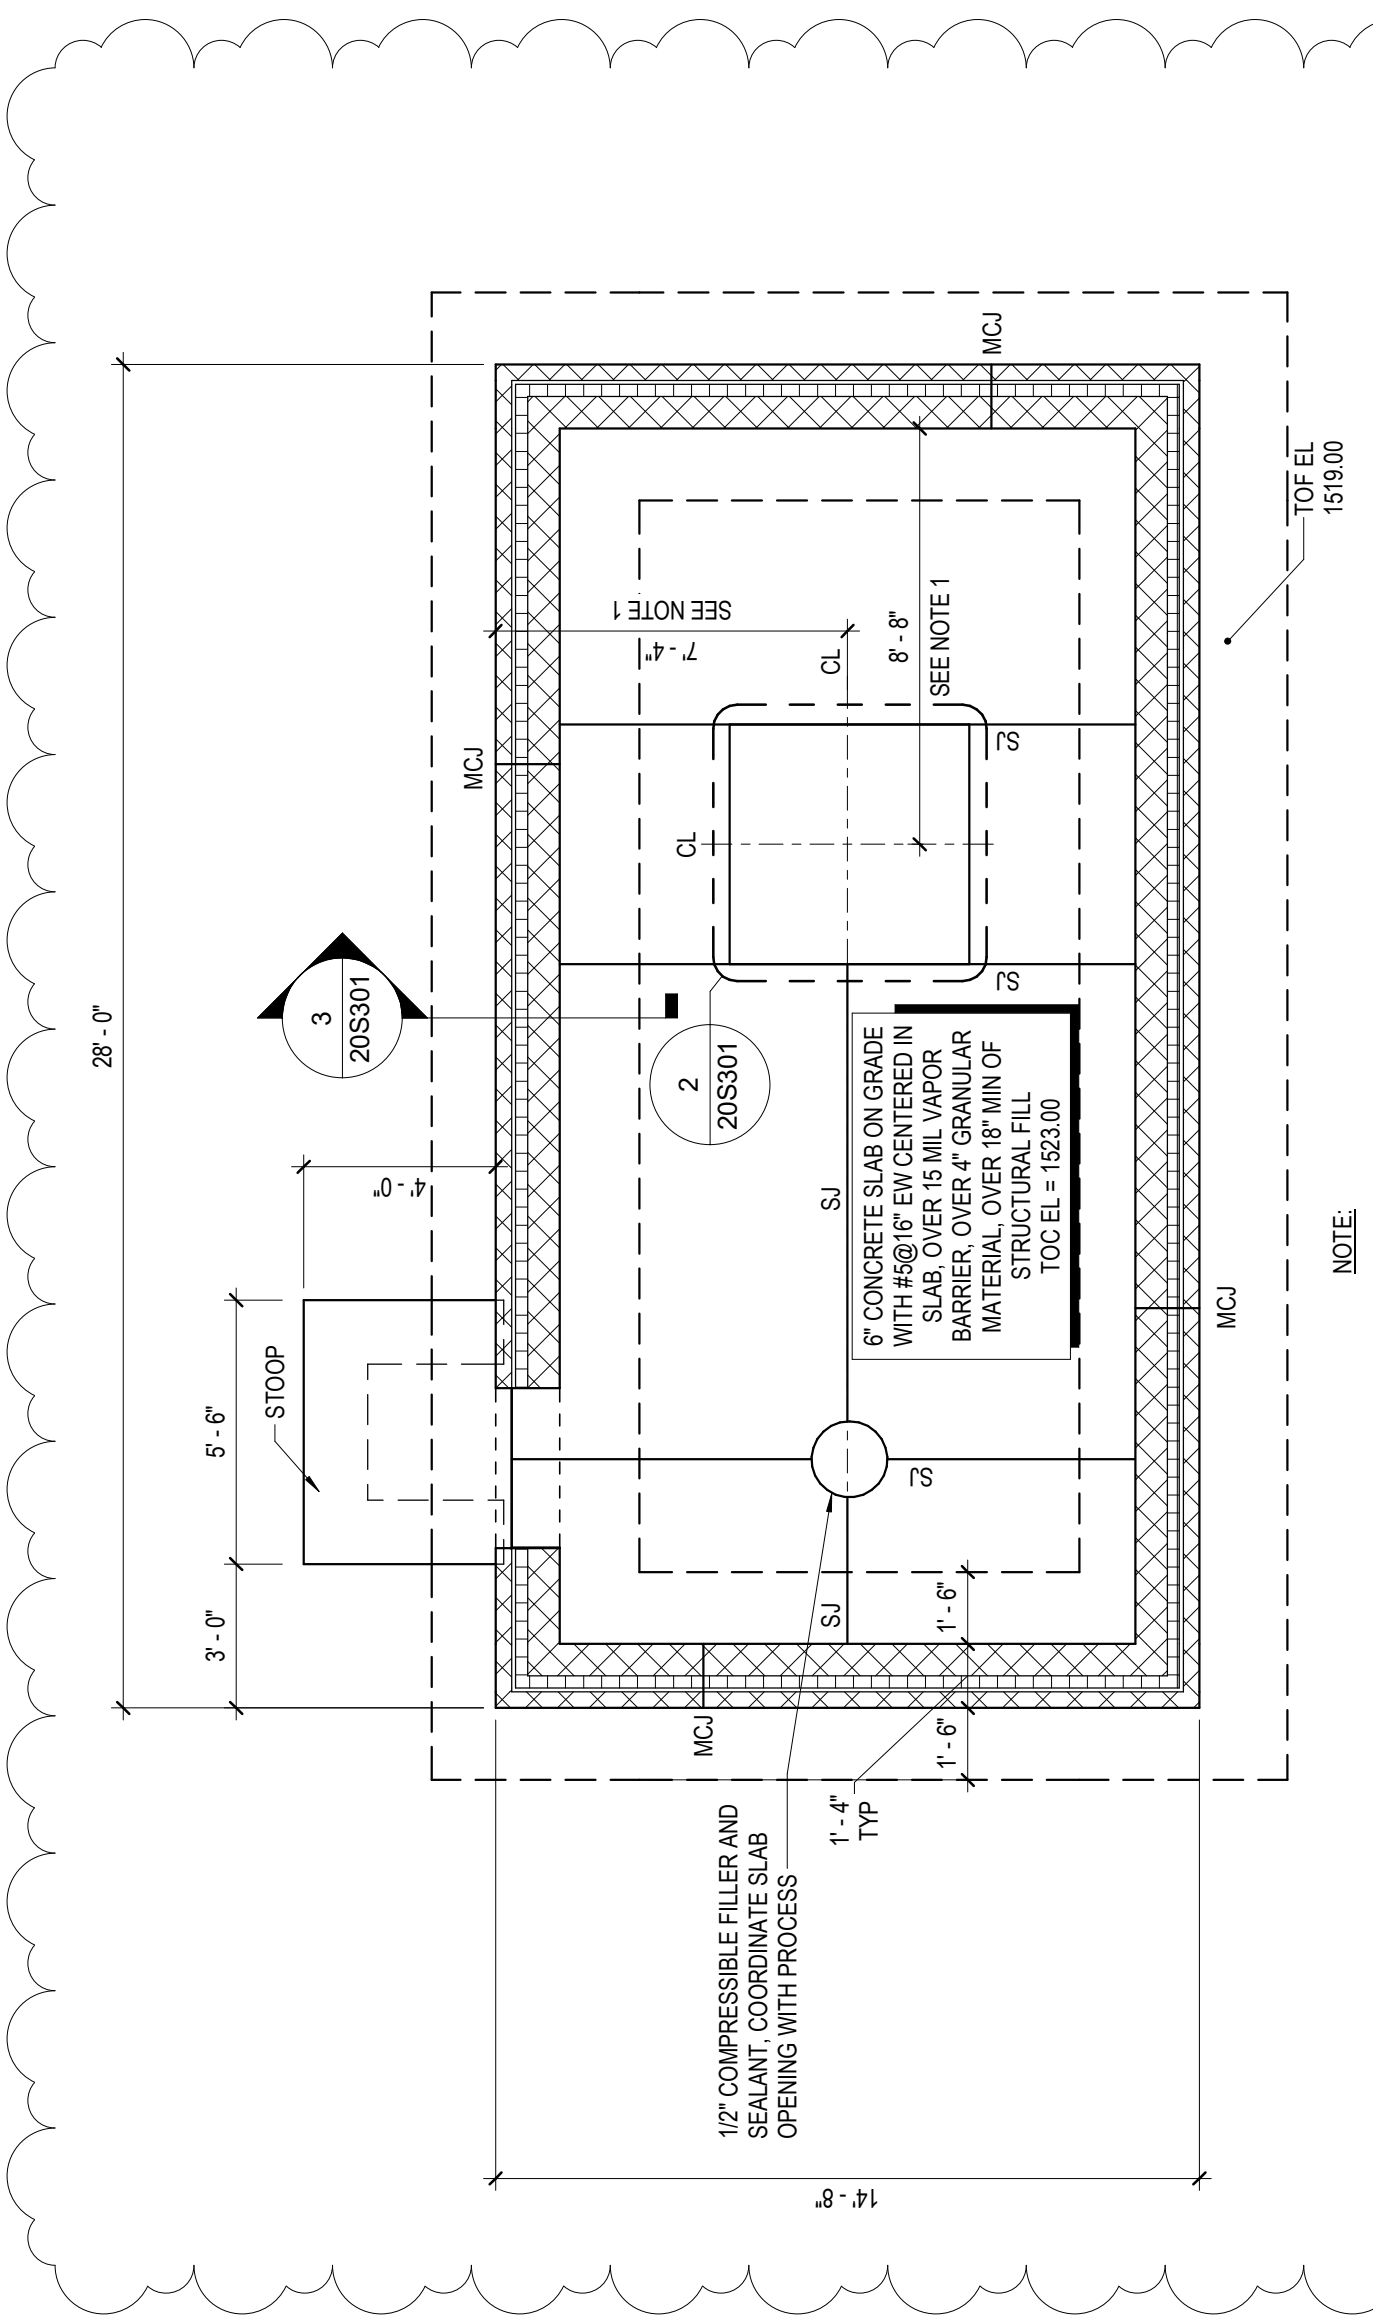 28' - 0"
3' - 0"
5' - 6"
STOOP
4' - 0"
3
20S301
MCJ
CL
7' - 4"
SEE NOTE 1
CL
8' - 8"
SEE NOTE 1
2
20S301
SJ
SJ
SJ
SJ
SJ
6" CONCRETE SLAB ON GRADE
WITH #5@16" EW CENTERED IN
SLAB, OVER 15 MIL VAPOR
BARRIER, OVER 4" GRANULAR
MATERIAL, OVER 18" MIN OF
STRUCTURAL FILL
TOC EL = 1523.00
MCJ
MCJ
MCJ
1' - 6"
1' - 6"
1' - 4"
TYP
1/2" COMPRESSIBLE FILLER AND
SEALANT, COORDINATE SLAB
OPENING WITH PROCESS
14' - 8"
TOF EL
1519.00
NOTE: